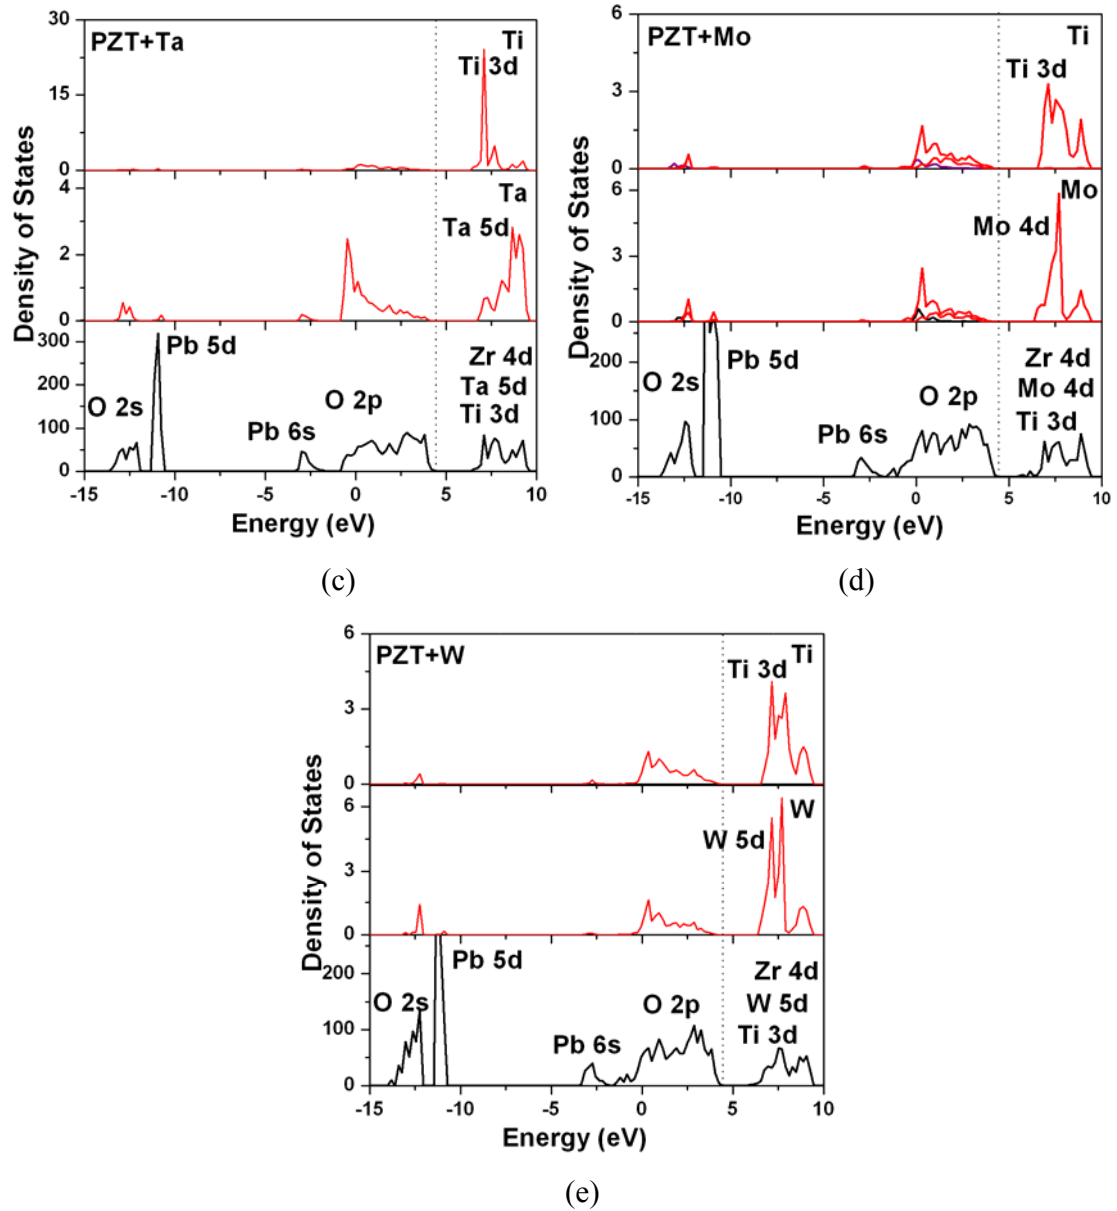 PZT+Ta
Ti
Ti 3d
30
15
0
Ta
Ta 5d
4
2
0
Pb 5d
Zr 4d
Ta 5d
Ti 3d
O 2s
O 2p
Pb 6s
300
200
100
0
-15 -10 -5 0 5 10
Energy (eV)
Density of States
(c)
PZT+Mo
Ti
Ti 3d
6
3
0
Mo
Mo 4d
6
3
0
Pb 5d
Zr 4d
Mo 4d
Ti 3d
O 2s
O 2p
Pb 6s
200
100
0
-15 -10 -5 0 5 10
Energy (eV)
Density of States
(d)
PZT+W
Ti
Ti 3d
6
3
0
W
W 5d
6
3
0
Pb 5d
Zr 4d
W 5d
Ti 3d
O 2s
O 2p
Pb 6s
200
100
0
-15 -10 -5 0 5 10
Energy (eV)
Density of States
(e)